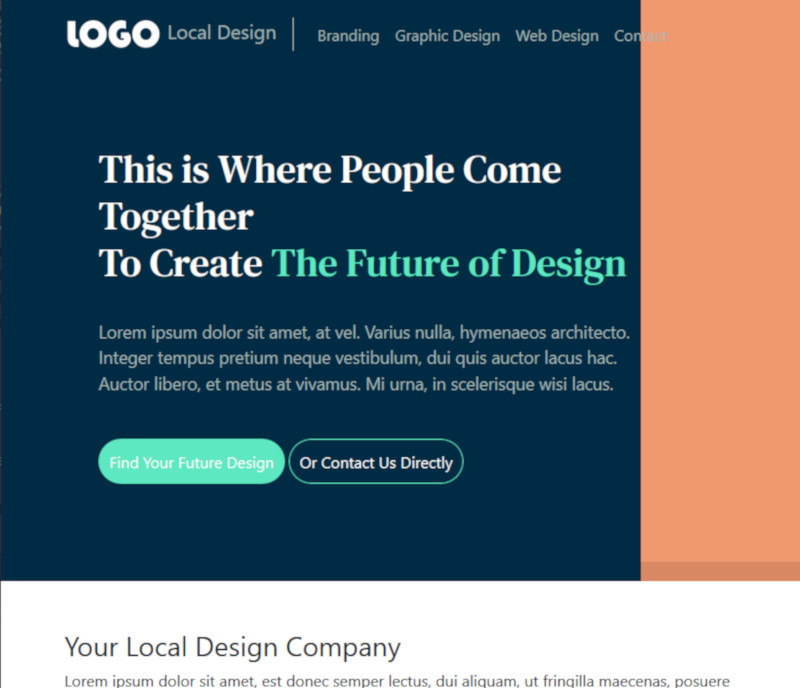 LOGO Local Design Branding Graphic Design Web Design Contact
This is Where People Come
Together
To Create The Future of Design
Lorem ipsum dolor sit amet, at vel. Varius nulla, hymenaeos architecto.
Integer tempus pretium neque vestibulum, dui quis auctor lacus hac.
Auctor libero, et metus at vivamus. Mi urna, in scelerisque wisi lacus.
Find Your Future Design Or Contact Us Directly
Your Local Design Company
Lorem ipsum dolor sit amet, est donec semper lectus, dui aliquam, ut fringilla maecenas, posuere